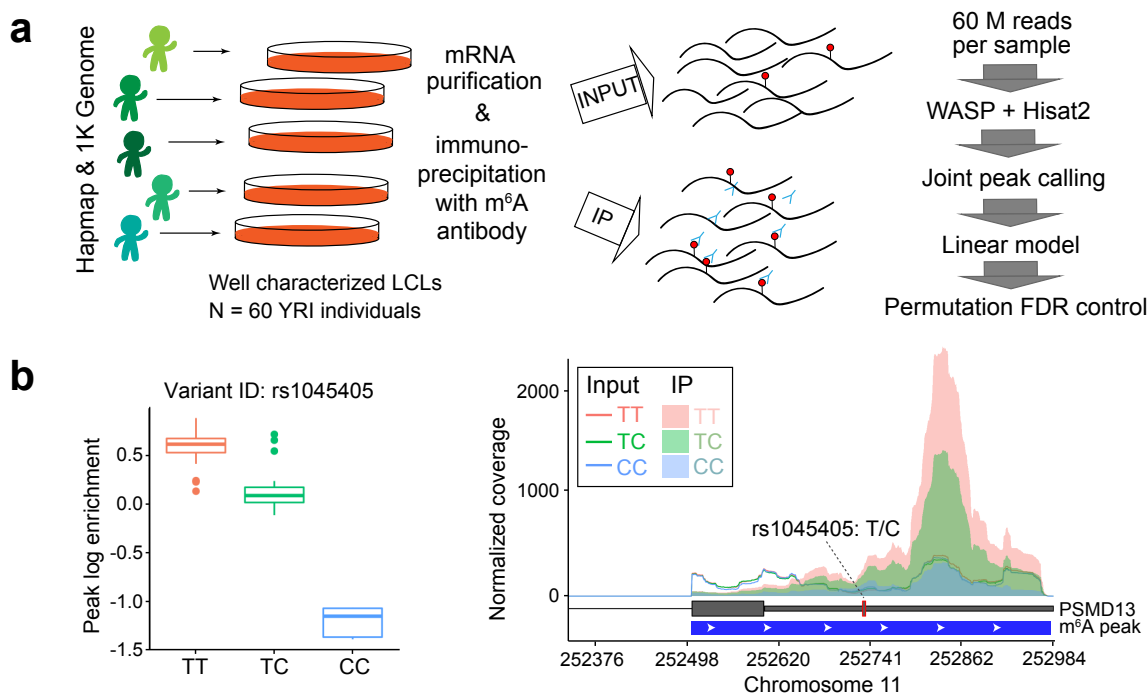 a
Hapmap & 1K Genome
mRNA
purification
&
immuno-
precipitation
with m⁶A
antibody
Well characterized LCLs
N = 60 YRI individuals
INPUT
IP
60 M reads
per sample
WASP + Hisat2
Joint peak calling
Linear model
Permutation FDR control
b
Variant ID: rs1045405
Peak log enrichment
0.5
0.0
-0.5
-1.0
-1.5
TT TC CC
Normalized coverage
2000
1000
0
Input IP
TT TT
TC TC
CC CC
rs1045405: T/C
PSMD13
m⁶A peak
252376 252498 252620 252741 252862 252984
Chromosome 11